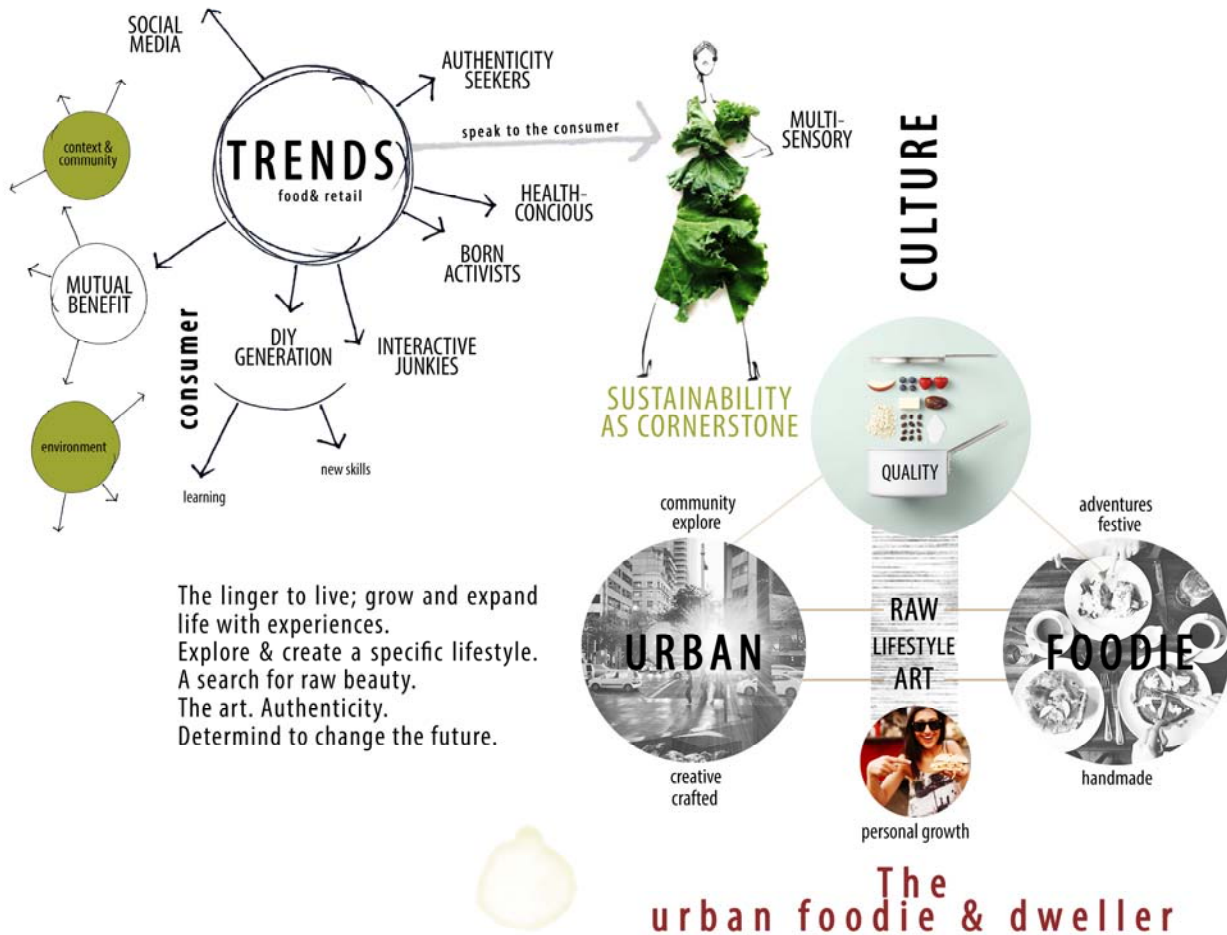 SOCIAL
MEDIA
AUTHENTICITY
SEEKERS
speak to the consumer
MULTI-
SENSORY
TRENDS
food& retail
context &
community
HEALTH-
CONCIOUS
BORN
ACTIVISTS
MUTUAL
BENEFIT
consumer
DIY
GENERATION
INTERACTIVE
JUNKIES
environment
learning
new skills
SUSTAINABILITY
AS CORNERSTONE
CULTURE
QUALITY
community
explore
adventures
festive
URBAN
RAW
LIFESTYLE
ART
FOODIE
creative
crafted
handmade
personal growth
The linger to live; grow and expand
life with experiences.
Explore & create a specific lifestyle.
A search for raw beauty.
The art. Authenticity.
Determind to change the future.
The
urban foodie & dweller